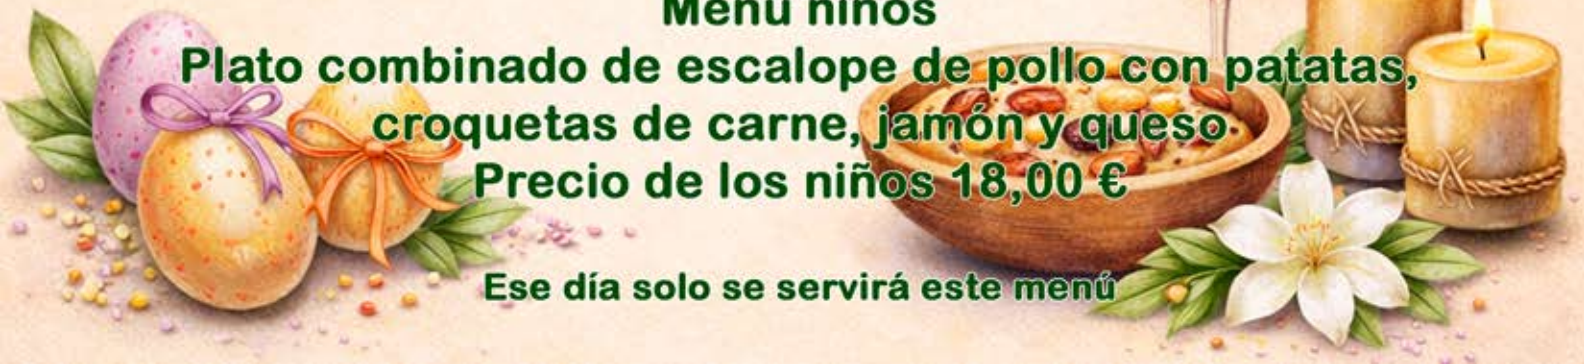 Menú niños
Plato combinado de escalope de pollo con patatas,
croquetas de carne, jamón y queso
Precio de los niños 18,00 €
Ese día solo se servirá este menú